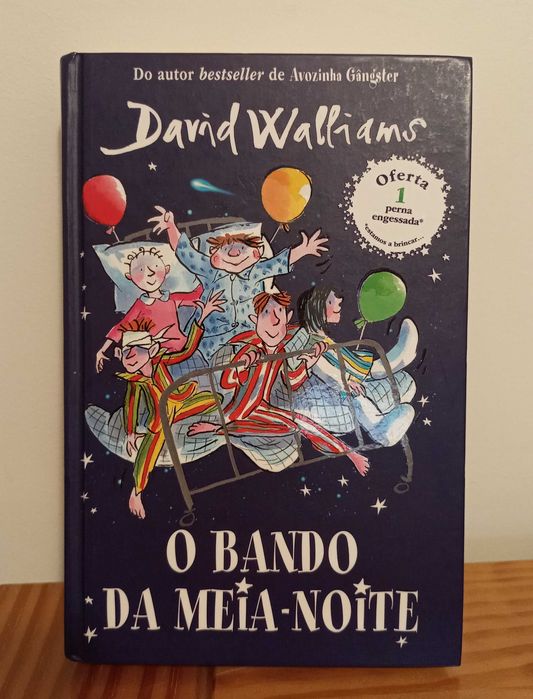 Do autor bestseller de Avozinha Gângster
David Walliams
Oferta
1
perna
engessada*
*estamos a brincar...
O BANDO
DA MEIA-NOITE